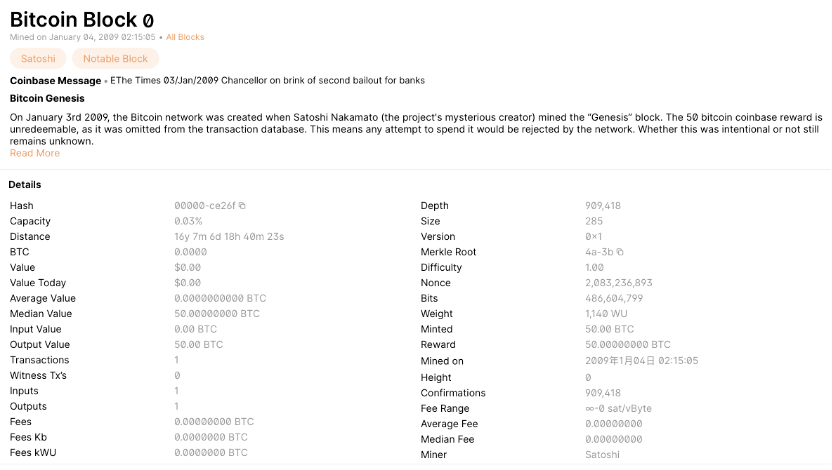 Bitcoin Block 0
Mined on January 04, 2009 02:15:05 • All Blocks
Satoshi Notable Block
Coinbase Message • EThe Times 03/Jan/2009 Chancellor on brink of second bailout for banks
Bitcoin Genesis
On January 3rd 2009, the Bitcoin network was created when Satoshi Nakamato (the project's mysterious creator) mined the "Genesis" block. The 50 bitcoin coinbase reward is
unredeemable, as it was omitted from the transaction database. This means any attempt to spend it would be rejected by the network. Whether this was intentional or not still
remains unknown.
Read More
Details
Hash 00000-ce26f
Capacity 0.03%
Distance 16y 7m 6d 18h 40m 23s
BTC 0.0000
Value $0.00
Value Today $0.00
Average Value 0.0000000000 BTC
Median Value 50.00000000 BTC
Input Value 0.00 BTC
Output Value 50.00 BTC
Transactions 1
Witness Tx's 0
Inputs 1
Outputs 1
Fees 0.00000000 BTC
Fees Kb 0.0000000 BTC
Fees kWU 0.0000000 BTC
Depth 909,418
Size 285
Version 0×1
Merkle Root 4a-3b
Difficulty 1.00
Nonce 2,083,236,893
Bits 486,604,799
Weight 1,140 WU
Minted 50.00 BTC
Reward 50.00000000 BTC
Mined on 2009年1月04日 02:15:05
Height 0
Confirmations 909,418
Fee Range ∞-0 sat/vByte
Average Fee 0.00000000
Median Fee 0.00000000
Miner Satoshi